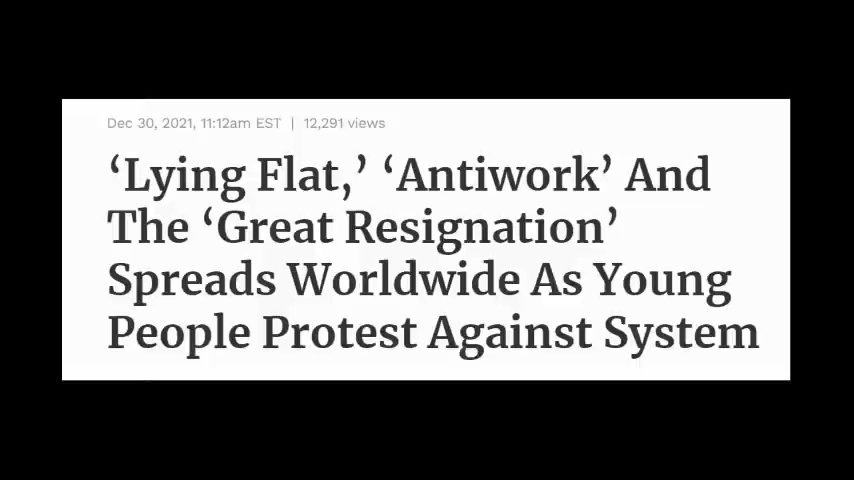 Dec 30, 2021, 11:12am EST | 12,291 views
‘Lying Flat,’ ‘Antiwork’ And
The ‘Great Resignation’
Spreads Worldwide As Young
People Protest Against System